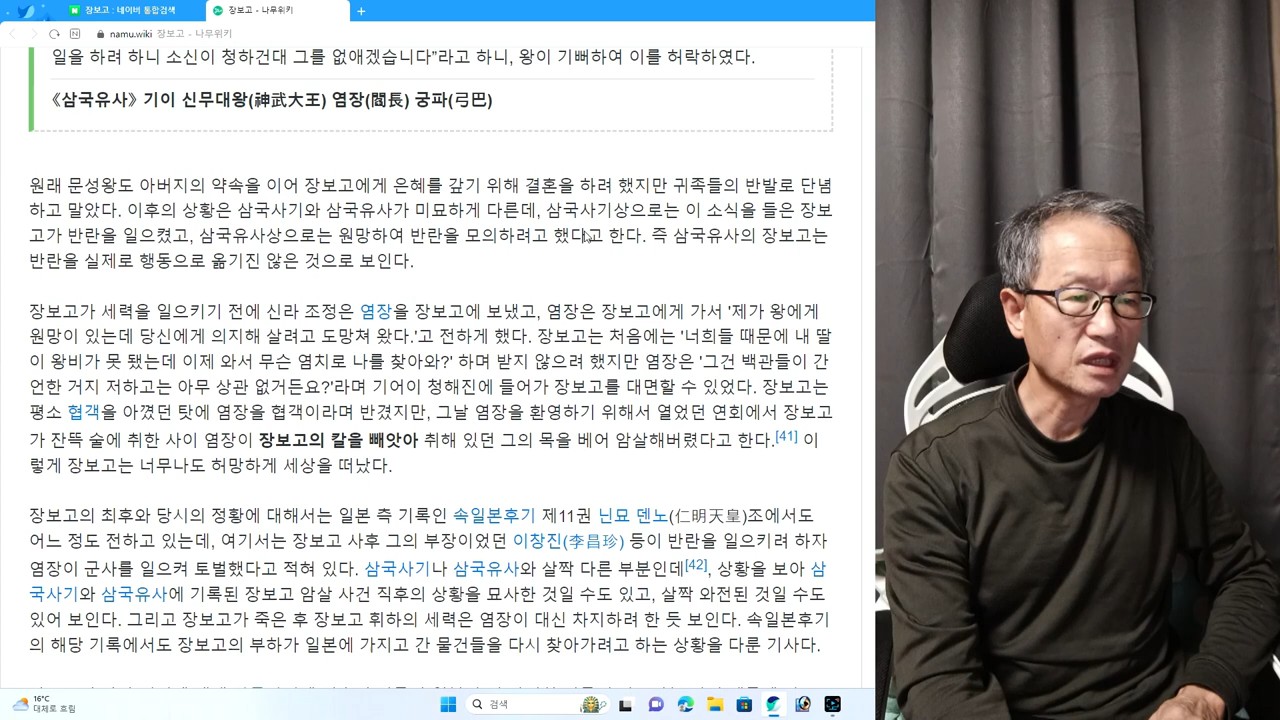 장보고 : 네이버 통합검색
장보고 - 나무위키
namu.wiki 장보고 - 나무위키
일을 하려 하니 소신이 청하건대 그를 없애겠습니다”라고 하니, 왕이 기뻐하여 이를 허락하였다.
《삼국유사》 기이 신무대왕(神武大王) 염장(閻長) 궁파(弓巴)
원래 문성왕도 아버지의 약속을 이어 장보고에게 은혜를 갚기 위해 결혼을 하려 했지만 귀족들의 반발로 단념
하고 말았다. 이후의 상황은 삼국사기와 삼국유사가 미묘하게 다른데, 삼국사기상으로는 이 소식을 들은 장보
고가 반란을 일으켰고, 삼국유사상으로는 원망하여 반란을 모의하려고 했다고 한다. 즉 삼국유사의 장보고는
반란을 실제로 행동으로 옮기진 않은 것으로 보인다.
장보고가 세력을 일으키기 전에 신라 조정은 염장을 장보고에 보냈고, 염장은 장보고에게 가서 '제가 왕에게
원망이 있는데 당신에게 의지해 살려고 도망쳐 왔다.'고 전하게 했다. 장보고는 처음에는 '너희들 때문에 내 딸
이 왕비가 못 됐는데 이제 와서 무슨 염치로 나를 찾아와?' 하며 받지 않으려 했지만 염장은 '그건 백관들이 간
언한 거지 저하고는 아무 상관 없거든요?'라며 기여이 청해진에 들어가 장보고를 대면할 수 있었다. 장보고는
평소 협객을 아꼈던 탓에 염장을 협객이라며 반겼지만, 그날 염장을 환영하기 위해서 열었던 연회에서 장보고
가 잔뜩 술에 취한 사이 염장이 장보고의 칼을 빼앗아 취해 있던 그의 목을 베어 암살해버렸다고 한다.[41] 이
렇게 장보고는 너무나도 허망하게 세상을 떠났다.
장보고의 최후와 당시의 정황에 대해서는 일본 측 기록인 속일본후기 제11권 닌묘 덴노(仁明天皇)조에서도
어느 정도 전하고 있는데, 여기서는 장보고 사후 그의 부장이었던 이창진(李昌珍) 등이 반란을 일으키려 하자
염장이 군사를 일으켜 토벌했다고 적혀 있다. 삼국사기나 삼국유사와 살짝 다른 부분인데[42], 상황을 보아 삼
국사기와 삼국유사에 기록된 장보고 암살 사건 직후의 상황을 묘사한 것일 수도 있고, 살짝 와전된 것일 수도
있어 보인다. 그리고 장보고가 죽은 후 장보고 휘하의 세력은 염장이 대신 차지하려 한 듯 보인다. 속일본후기
의 해당 기록에서도 장보고의 부하가 일본에 가지고 간 물건들을 다시 찾아가려고 하는 상황을 다룬 기사다.
16°C
대체로 흐림
검색